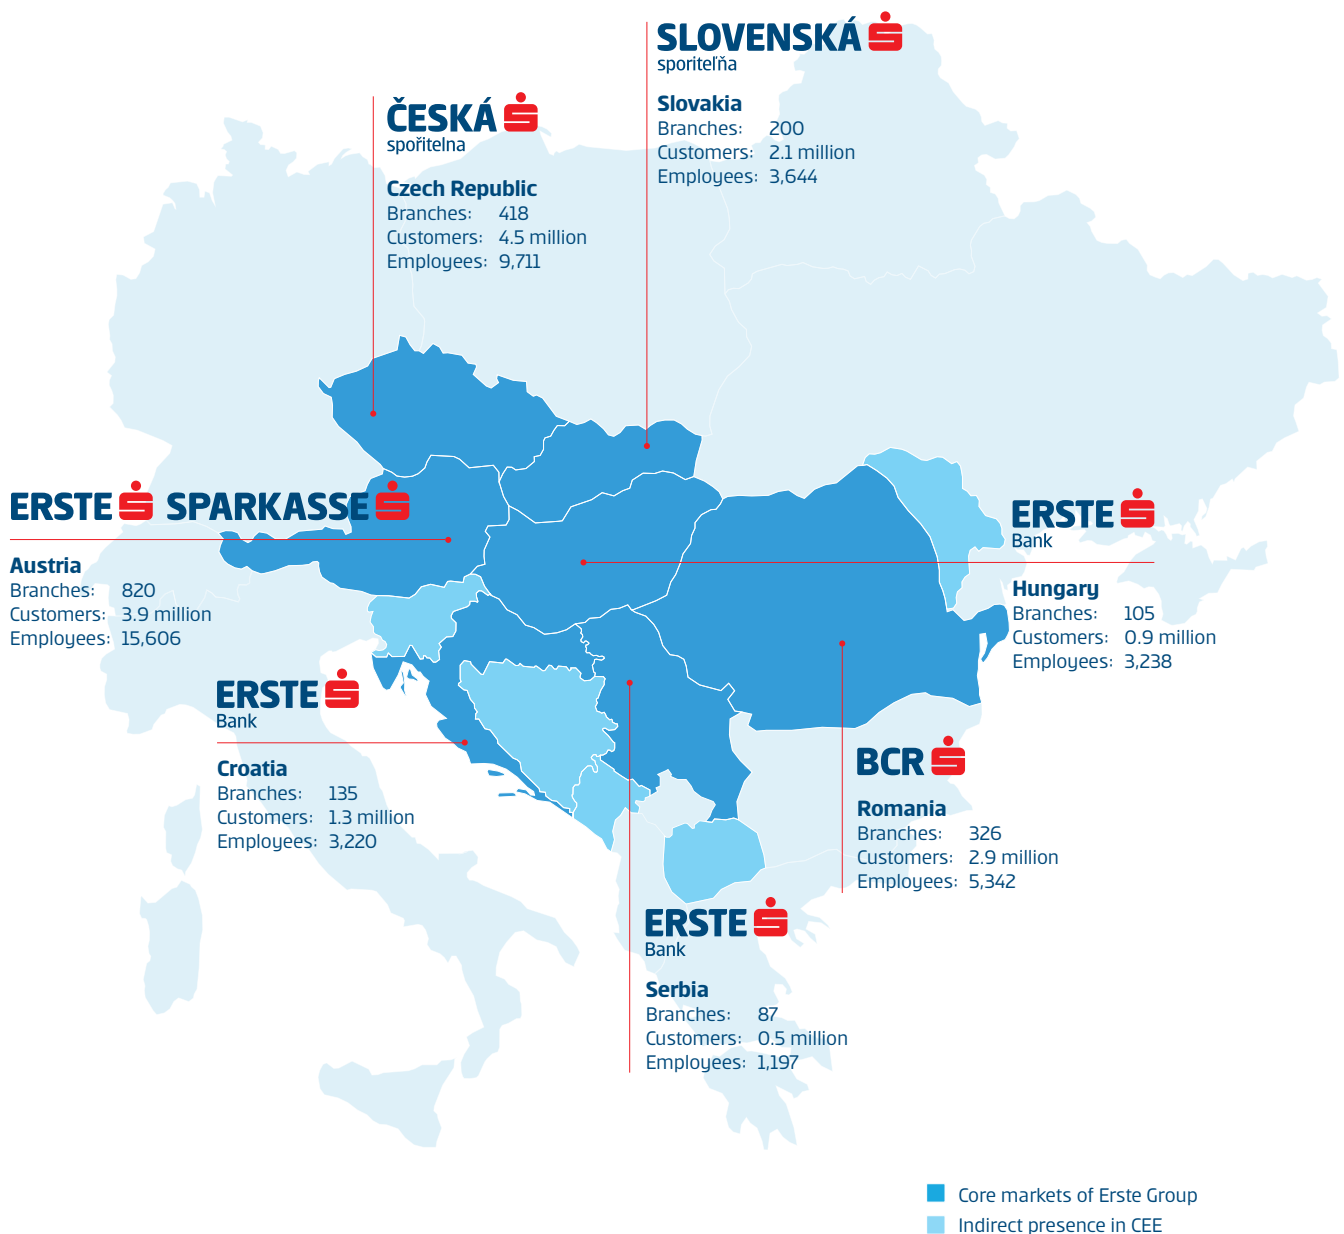 SLOVENSKÁ
sporiteľňa
Slovakia
Branches: 200
Customers: 2.1 million
Employees: 3,644
ČESKÁ
spořitelna
Czech Republic
Branches: 418
Customers: 4.5 million
Employees: 9,711
ERSTE SPARKASSE
Austria
Branches: 820
Customers: 3.9 million
Employees: 15,606
ERSTE
Bank
Hungary
Branches: 105
Customers: 0.9 million
Employees: 3,238
ERSTE
Bank
Croatia
Branches: 135
Customers: 1.3 million
Employees: 3,220
BCR
Romania
Branches: 326
Customers: 2.9 million
Employees: 5,342
ERSTE
Bank
Serbia
Branches: 87
Customers: 0.5 million
Employees: 1,197
Core markets of Erste Group
Indirect presence in CEE